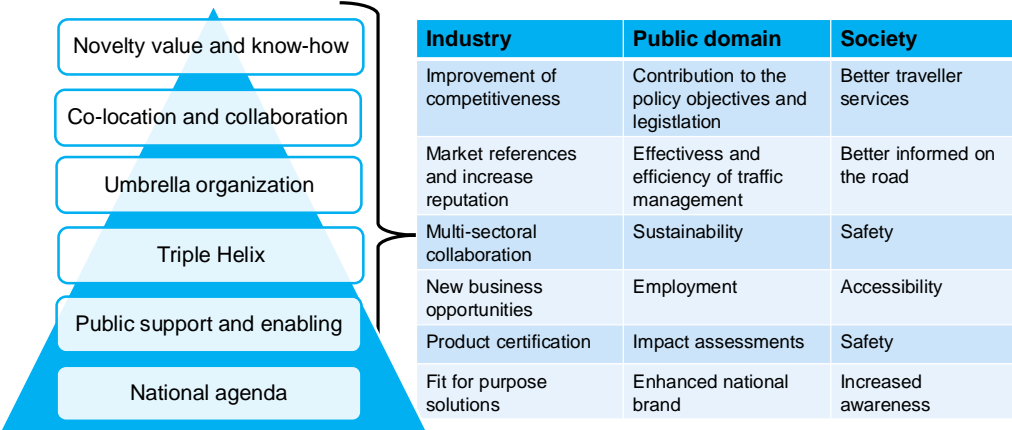 Novelty value and know-how
Co-location and collaboration
Umbrella organization
Triple Helix
Public support and enabling
National agenda
Industry
Public domain
Society
Improvement of
competitiveness
Contribution to the
policy objectives and
legistlation
Better traveller
services
Market references
and increase
reputation
Effectivess and
efficiency of traffic
management
Better informed on
the road
Multi-sectoral
collaboration
Sustainability
Safety
New business
opportunities
Employment
Accessibility
Product certification
Impact assessments
Safety
Fit for purpose
solutions
Enhanced national
brand
Increased
awareness